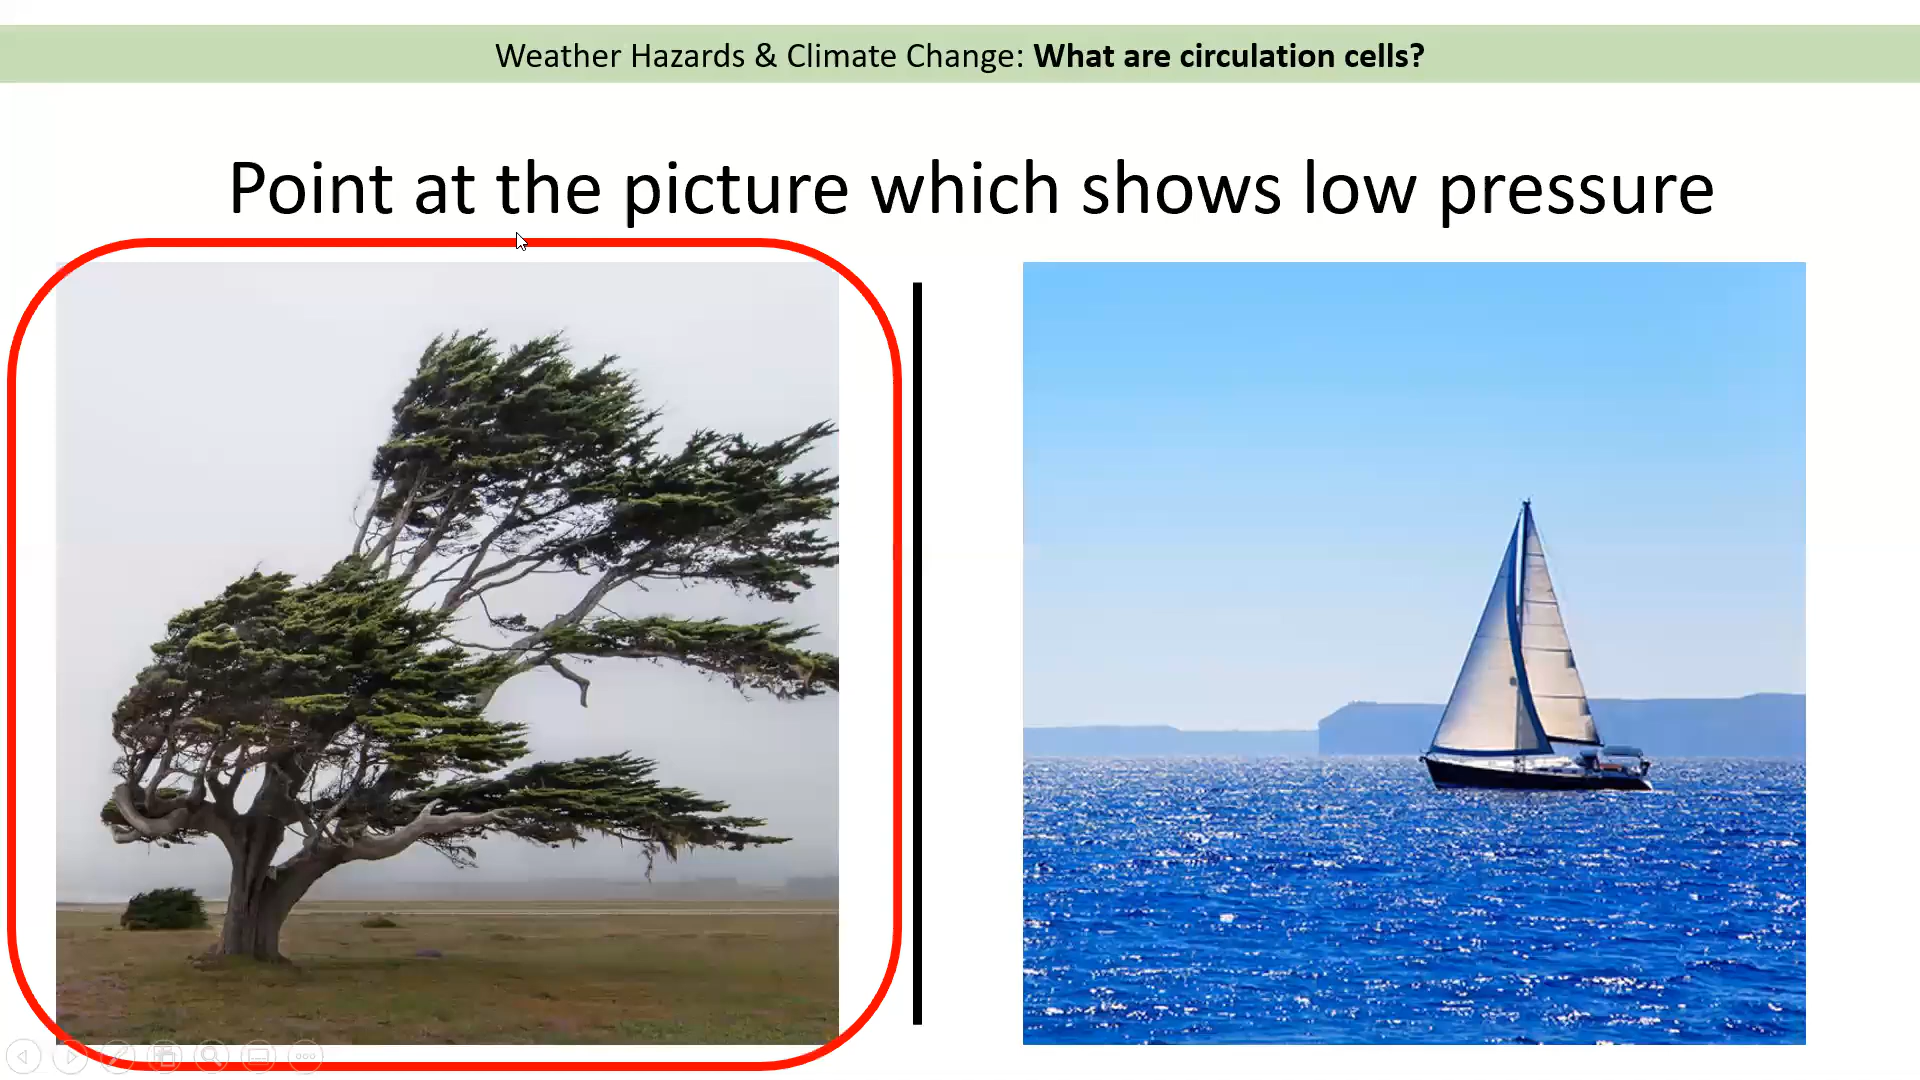 Weather Hazards & Climate Change: What are circulation cells?
Point at the picture which shows low pressure